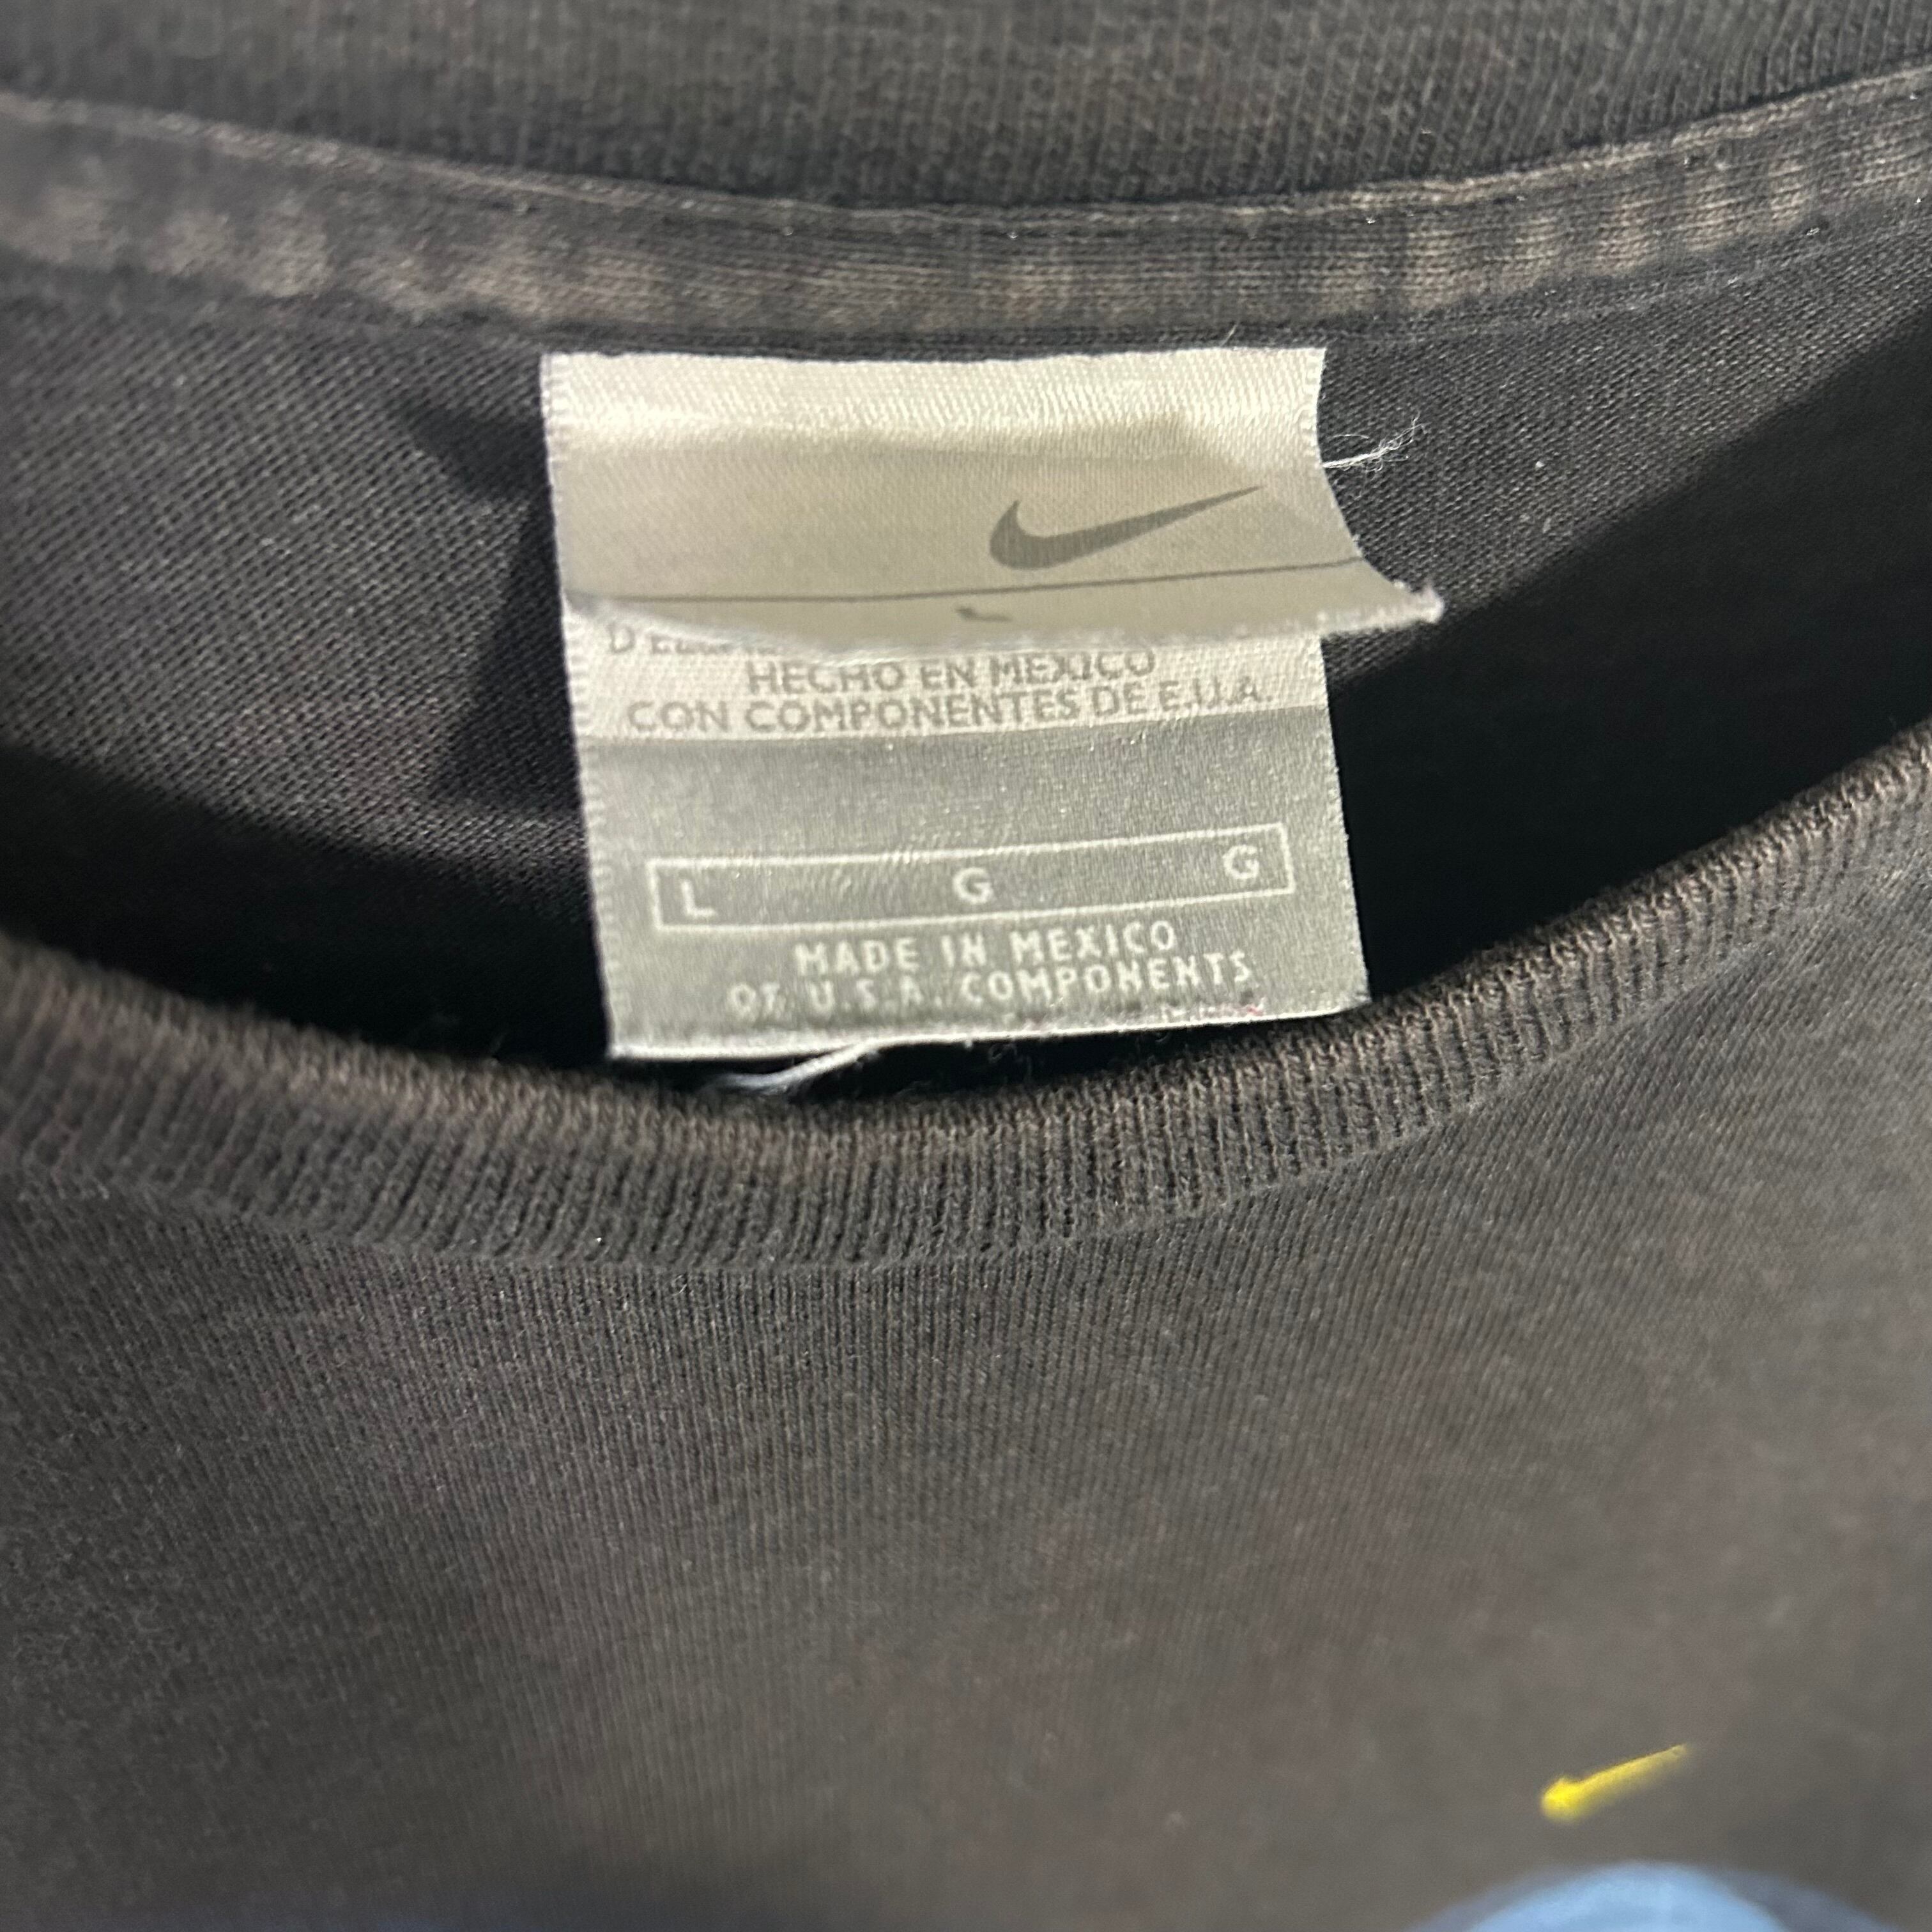 HECHO EN MEXICO
CON COMPONENTES DE E.U.A.
L G G
MADE IN MEXICO
OF U.S.A. COMPONENTS